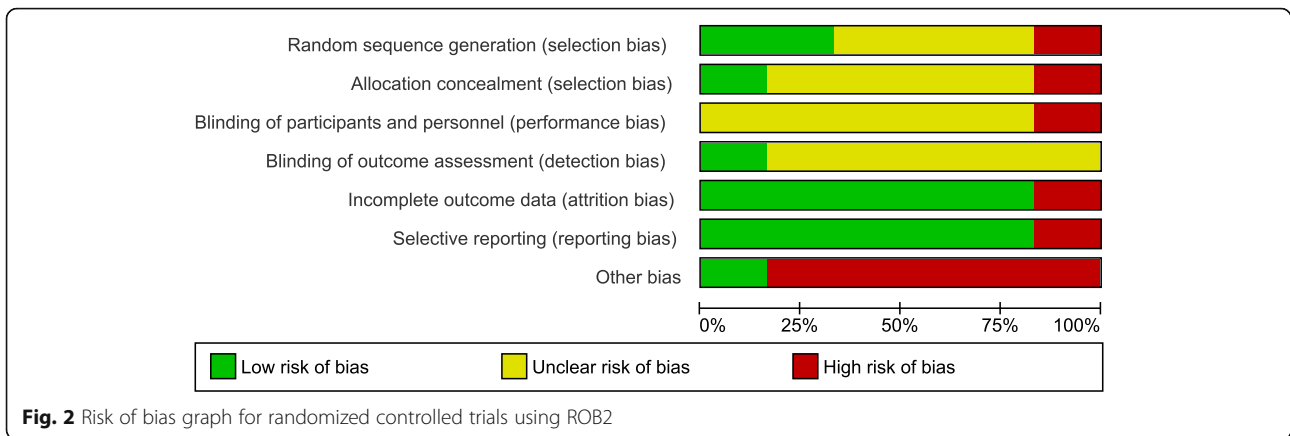 Random sequence generation (selection bias)
Allocation concealment (selection bias)
Blinding of participants and personnel (performance bias)
Blinding of outcome assessment (detection bias)
Incomplete outcome data (attrition bias)
Selective reporting (reporting bias)
Other bias
0% 25% 50% 75% 100%
Low risk of bias Unclear risk of bias High risk of bias
Fig. 2 Risk of bias graph for randomized controlled trials using ROB2